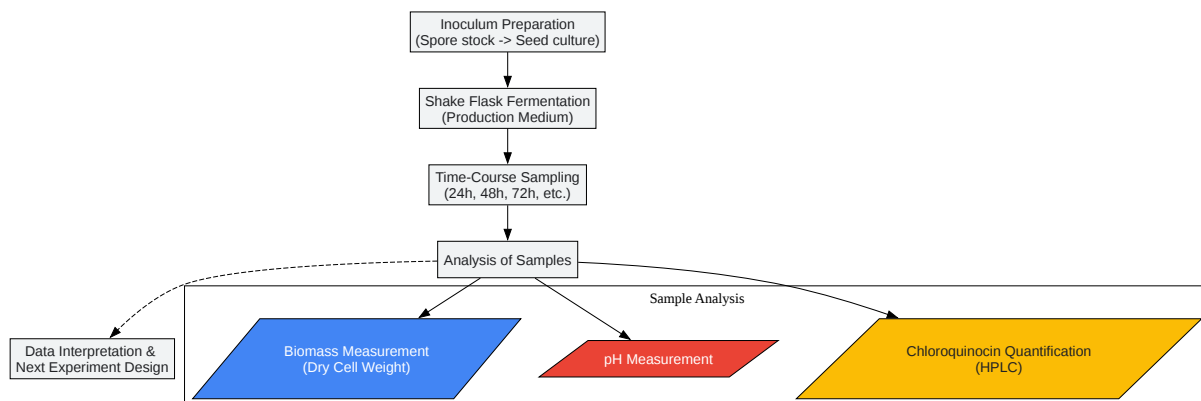 Inoculum Preparation
(Spore stock -> Seed culture)
Shake Flask Fermentation
(Production Medium)
Time-Course Sampling
(24h, 48h, 72h, etc.)
Analysis of Samples
Sample Analysis
Data Interpretation &
Next Experiment Design
Biomass Measurement
(Dry Cell Weight)
pH Measurement
Chloroquinocin Quantification
(HPLC)